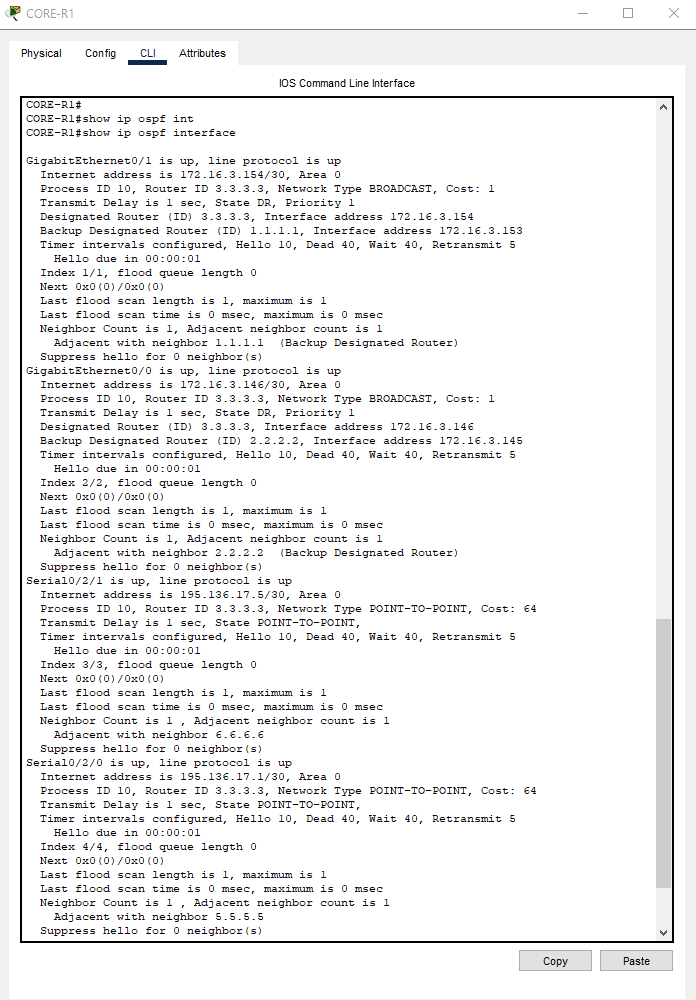 CORE-R1
Physical Config CLI Attributes
IOS Command Line Interface
CORE-R1#
CORE-R1#show ip ospf int
CORE-R1#show ip ospf interface
GigabitEthernet0/1 is up, line protocol is up
Internet address is 172.16.3.154/30, Area 0
Process ID 10, Router ID 3.3.3.3, Network Type BROADCAST, Cost: 1
Transmit Delay is 1 sec, State DR, Priority 1
Designated Router (ID) 3.3.3.3, Interface address 172.16.3.154
Backup Designated Router (ID) 1.1.1.1, Interface address 172.16.3.153
Timer intervals configured, Hello 10, Dead 40, Wait 40, Retransmit 5
Hello due in 00:00:01
Index 1/1, flood queue length 0
Next 0x0(0)/0x0(0)
Last flood scan length is 1, maximum is 1
Last flood scan time is 0 msec, maximum is 0 msec
Neighbor Count is 1, Adjacent neighbor count is 1
Adjacent with neighbor 1.1.1.1  (Backup Designated Router)
Suppress hello for 0 neighbor(s)
GigabitEthernet0/0 is up, line protocol is up
Internet address is 172.16.3.146/30, Area 0
Process ID 10, Router ID 3.3.3.3, Network Type BROADCAST, Cost: 1
Transmit Delay is 1 sec, State DR, Priority 1
Designated Router (ID) 3.3.3.3, Interface address 172.16.3.146
Backup Designated Router (ID) 2.2.2.2, Interface address 172.16.3.145
Timer intervals configured, Hello 10, Dead 40, Wait 40, Retransmit 5
Hello due in 00:00:01
Index 2/2, flood queue length 0
Next 0x0(0)/0x0(0)
Last flood scan length is 1, maximum is 1
Last flood scan time is 0 msec, maximum is 0 msec
Neighbor Count is 1, Adjacent neighbor count is 1
Adjacent with neighbor 2.2.2.2  (Backup Designated Router)
Suppress hello for 0 neighbor(s)
Serial0/2/1 is up, line protocol is up
Internet address is 195.136.17.5/30, Area 0
Process ID 10, Router ID 3.3.3.3, Network Type POINT-TO-POINT, Cost: 64
Transmit Delay is 1 sec, State POINT-TO-POINT,
Timer intervals configured, Hello 10, Dead 40, Wait 40, Retransmit 5
Hello due in 00:00:01
Index 3/3, flood queue length 0
Next 0x0(0)/0x0(0)
Last flood scan length is 1, maximum is 1
Last flood scan time is 0 msec, maximum is 0 msec
Neighbor Count is 1 , Adjacent neighbor count is 1
Adjacent with neighbor 6.6.6.6
Suppress hello for 0 neighbor(s)
Serial0/2/0 is up, line protocol is up
Internet address is 195.136.17.1/30, Area 0
Process ID 10, Router ID 3.3.3.3, Network Type POINT-TO-POINT, Cost: 64
Transmit Delay is 1 sec, State POINT-TO-POINT,
Timer intervals configured, Hello 10, Dead 40, Wait 40, Retransmit 5
Hello due in 00:00:01
Index 4/4, flood queue length 0
Next 0x0(0)/0x0(0)
Last flood scan length is 1, maximum is 1
Last flood scan time is 0 msec, maximum is 0 msec
Neighbor Count is 1 , Adjacent neighbor count is 1
Adjacent with neighbor 5.5.5.5
Suppress hello for 0 neighbor(s)
Copy Paste